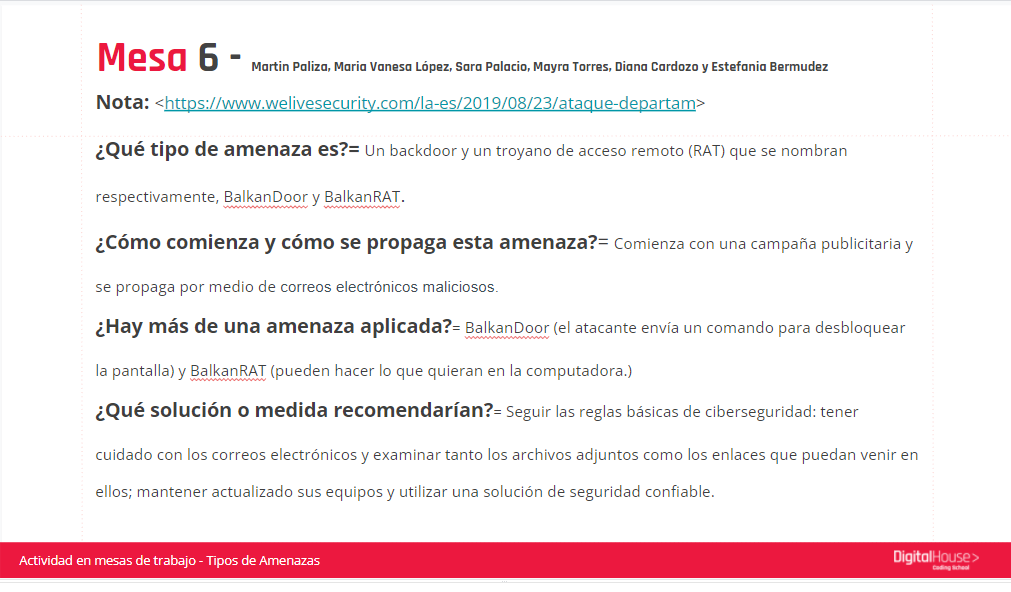 Mesa 6 - Martin Paliza, Maria Vanesa López, Sara Palacio, Mayra Torres, Diana Cardozo y Estefania Bermudez
Nota: <https://www.welivesecurity.com/la-es/2019/08/23/ataque-departam>
¿Qué tipo de amenaza es?= Un backdoor y un troyano de acceso remoto (RAT) que se nombran
respectivamente, BalkanDoor y BalkanRAT.
¿Cómo comienza y cómo se propaga esta amenaza?= Comienza con una campaña publicitaria y
se propaga por medio de correos electrónicos maliciosos.
¿Hay más de una amenaza aplicada?= BalkanDoor (el atacante envía un comando para desbloquear
la pantalla) y BalkanRAT (pueden hacer lo que quieran en la computadora.)
¿Qué solución o medida recomendarían?= Seguir las reglas básicas de ciberseguridad: tener
cuidado con los correos electrónicos y examinar tanto los archivos adjuntos como los enlaces que puedan venir en
ellos; mantener actualizado sus equipos y utilizar una solución de seguridad confiable.
Actividad en mesas de trabajo - Tipos de Amenazas
DigitalHouse>
Coding School